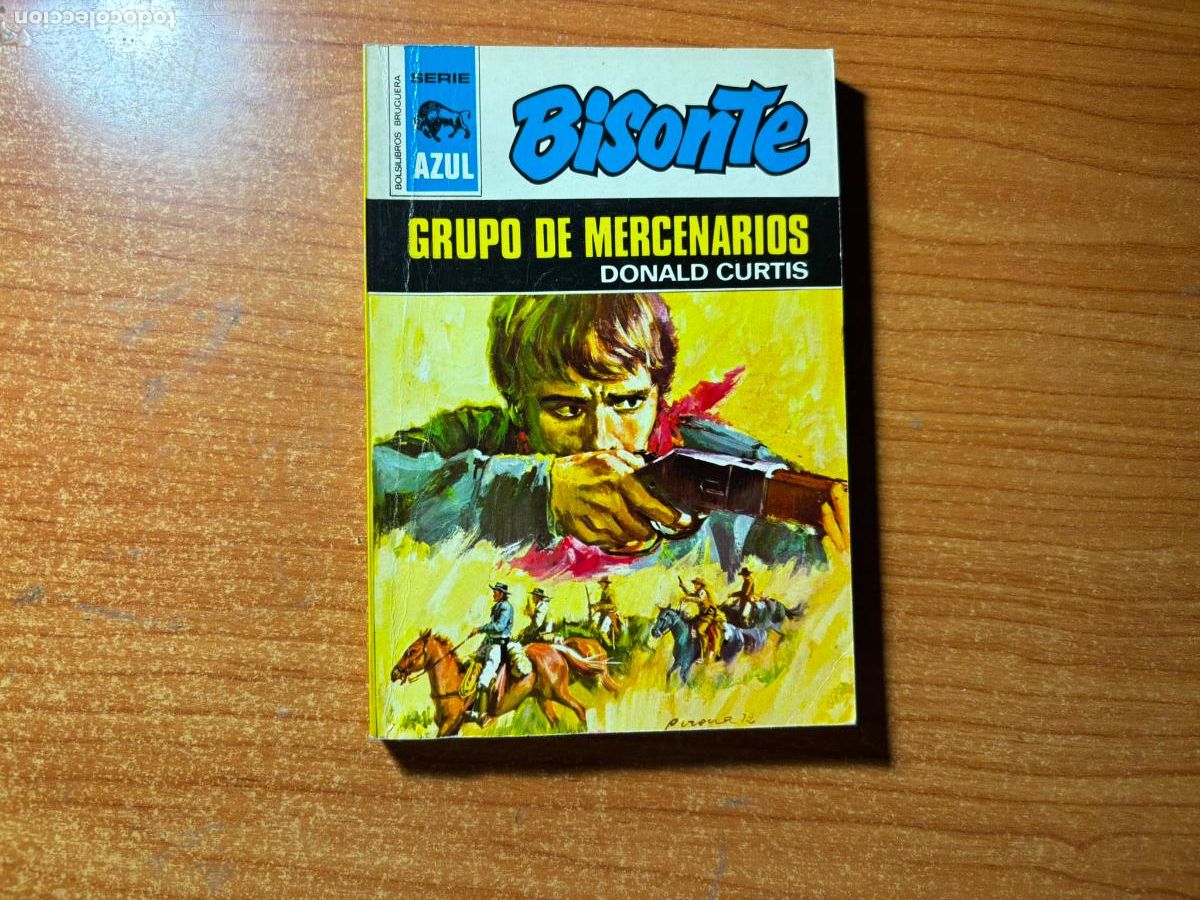 todocoleccion
BOLSILIBROS BRUGUERA
SERIE
AZUL
Bisonte
GRUPO DE MERCENARIOS
DONALD CURTIS